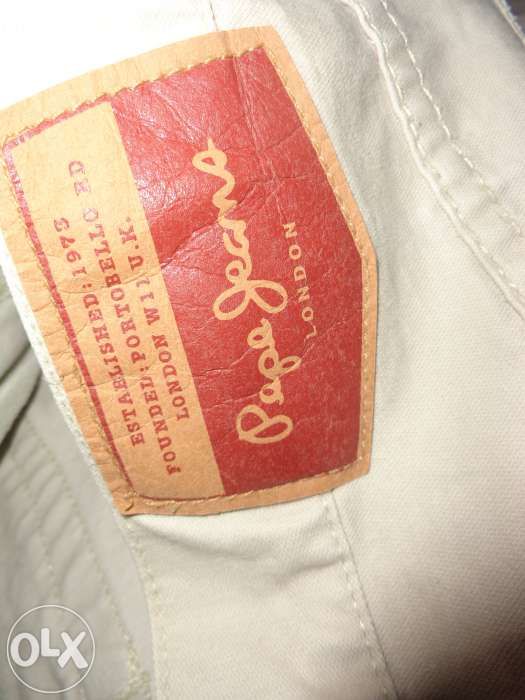 Pepe Jeans
LONDON
ESTABLISHED:1973
FOUNDED:PORTOBELLO RD
LONDON W11 U.K.
OLX